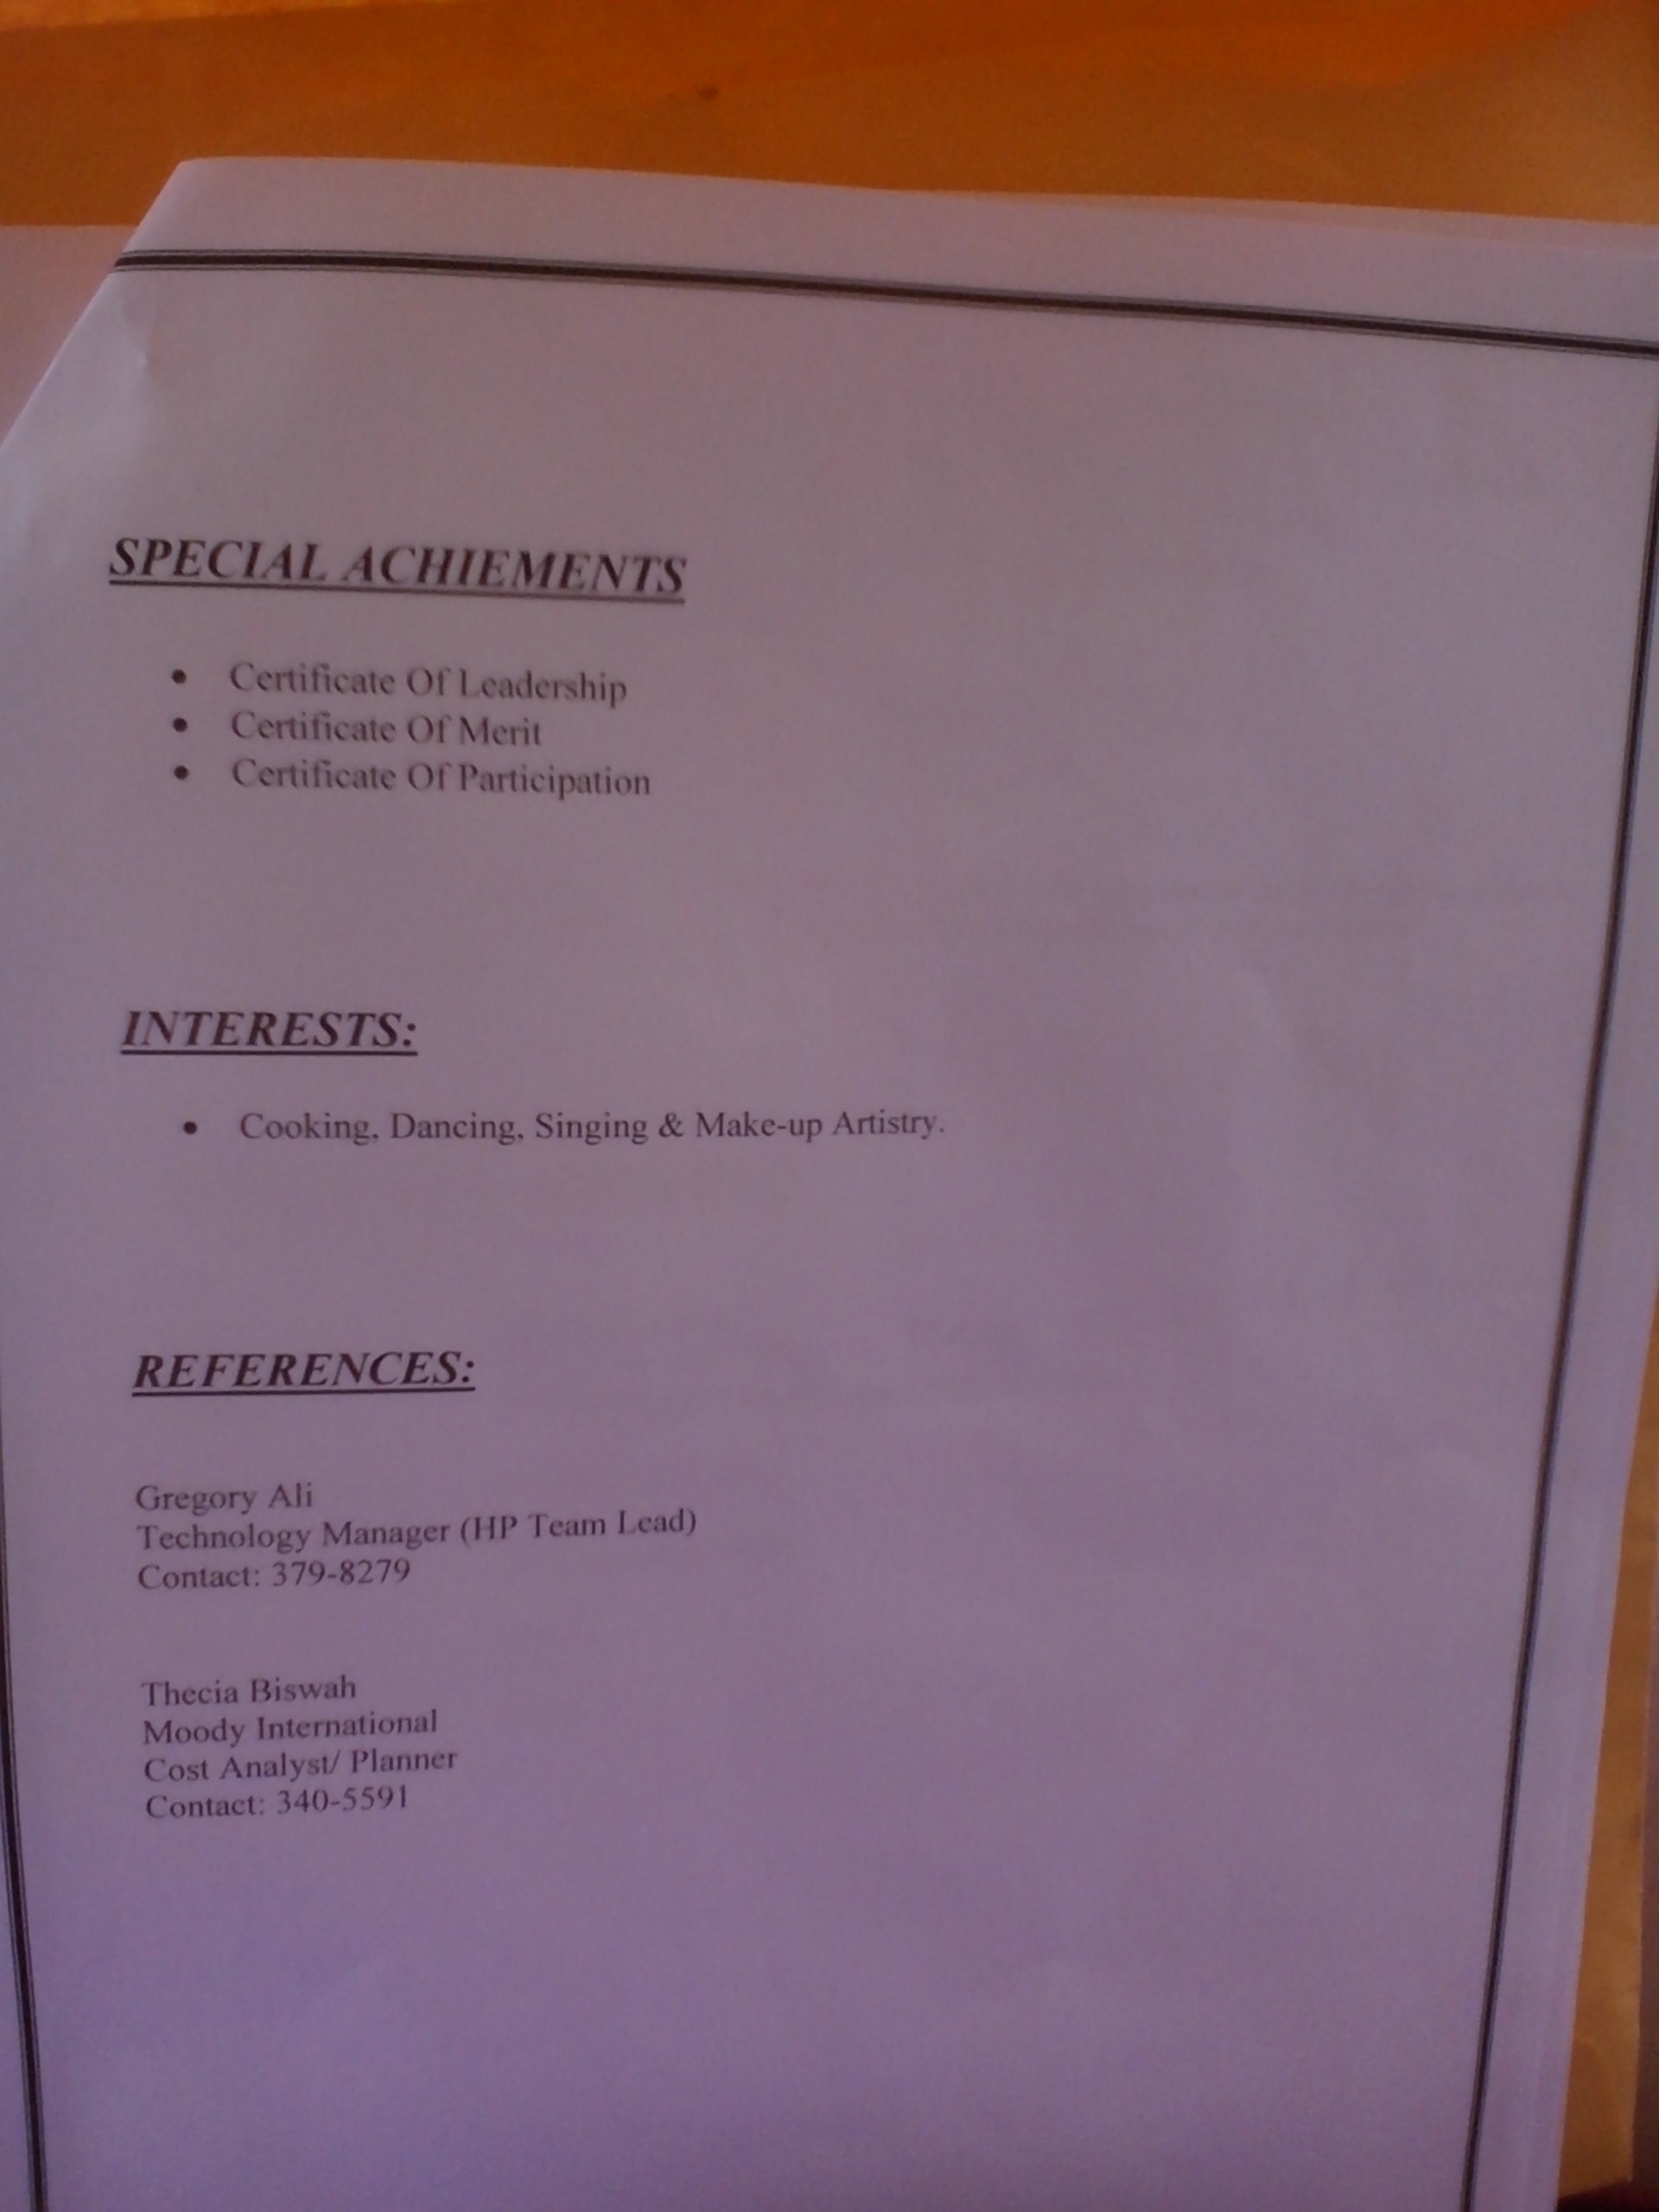 SPECIAL ACHIEMENTS
• Certificate Of Leadership
• Certificate Of Merit
• Certificate Of Participation
INTERESTS:
• Cooking, Dancing, Singing & Make-up Artistry.
REFERENCES:
Gregory Ali
Technology Manager (HP Team Lead)
Contact: 379-8279
Thecia Biswah
Moody International
Cost Analyst/ Planner
Contact: 340-5591